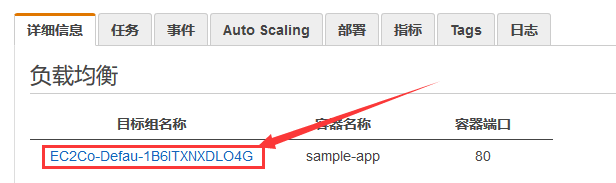 详细信息 任务 事件 Auto Scaling 部署 指标 Tags 日志
负载均衡
目标组名称 容器名称 容器端口
EC2Co-Defau-1B6ITXNXDLO4G sample-app 80